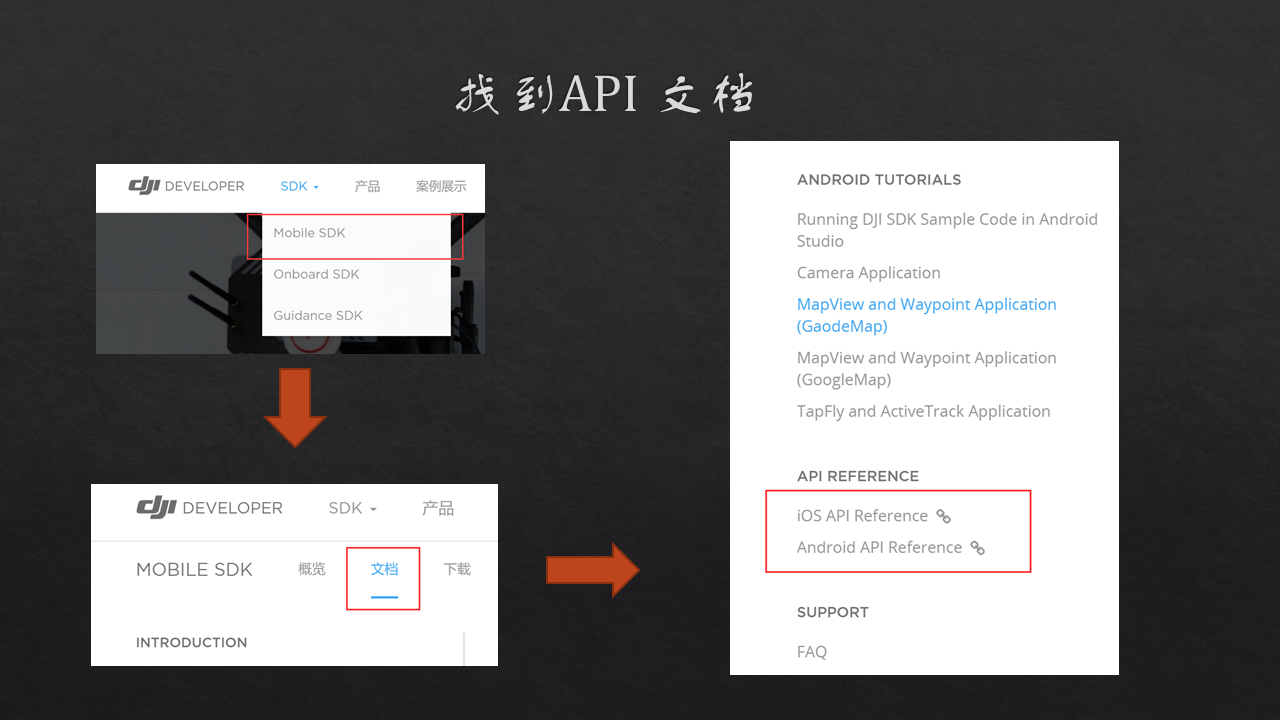 找到API 文档
dji DEVELOPER SDK 产品 案例展示
Mobile SDK
Onboard SDK
Guidance SDK
dji DEVELOPER SDK 产品
MOBILE SDK 概览 文档 下载
INTRODUCTION
ANDROID TUTORIALS
Running DJI SDK Sample Code in Android
Studio
Camera Application
MapView and Waypoint Application
(GaodeMap)
MapView and Waypoint Application
(GoogleMap)
TapFly and ActiveTrack Application
API REFERENCE
iOS API Reference
Android API Reference
SUPPORT
FAQ